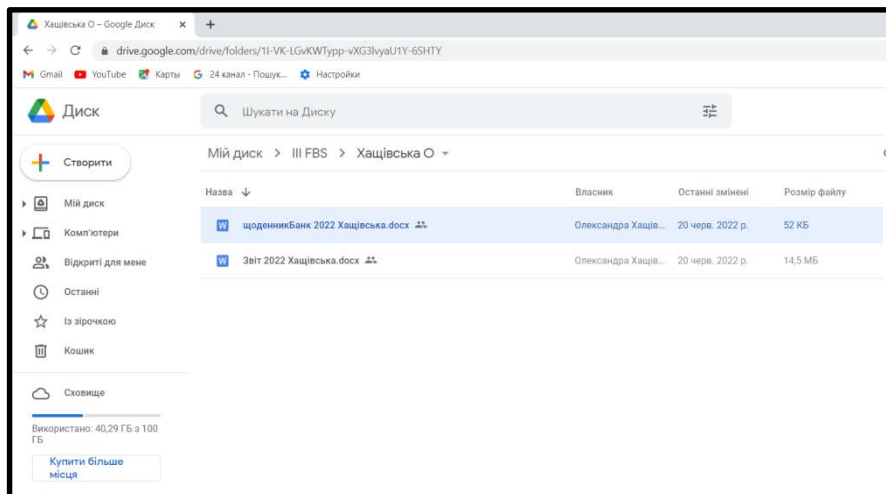 Хащівська О – Google Диск
drive.google.com/drive/folders/1I-VK-LGvKWTypp-vXG3lvyaU1Y-6SHTY
Gmail YouTube Карты 24 канал - Пошук... Настройки
Диск
Шукати на Диску
Створити
Мій диск > III FBS > Хащівська О
Назва Власник Останні змінені Розмір файлу
щоденникБанк 2022 Хащівська.docx Олександра Хащів... 20 черв. 2022 р. 52 КБ
Звіт 2022 Хащівська.docx Олександра Хащів... 20 черв. 2022 р. 14,5 МБ
Мій диск
Комп'ютери
Відкриті для мене
Останні
Із зірочкою
Кошик
Сховище
Використано: 40,29 ГБ з 100
ГБ
Купити більше
місця